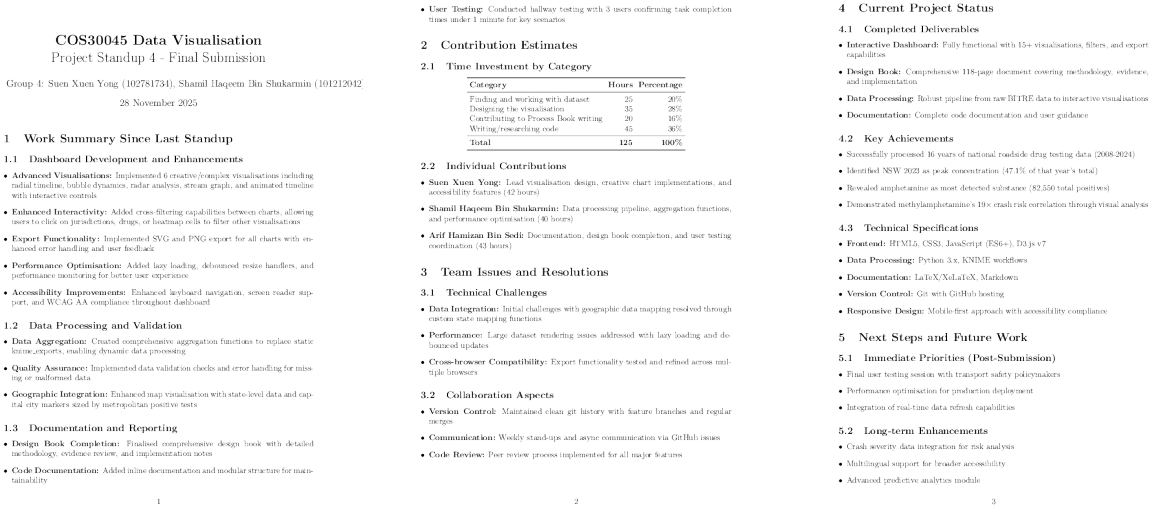 COS30045 Data Visualisation
Project Standup 4 - Final Submission
Group 4: Suen Xuen Yong (102781734), Shamil Haqeem Bin Shukarmin (101212042
28 November 2025
1 Work Summary Since Last Standup
1.1 Dashboard Development and Enhancements
• Advanced Visualisations: Implemented 6 creative/complex visualisations including
radial timeline, bubble dynamics, radar analysis, stream graph, and animated timeline
with interactive controls
• Enhanced Interactivity: Added cross-filtering capabilities between charts, allowing
users to click on jurisdictions, drugs, or heatmap cells to filter other visualisations
• Export Functionality: Implemented SVG and PNG export for all charts with en-
hanced error handling and user feedback
• Performance Optimisation: Added lazy loading, debounced resize handlers, and
performance monitoring for better user experience
• Accessibility Improvements: Enhanced keyboard navigation, screen reader sup-
port, and WCAG AA compliance throughout dashboard
1.2 Data Processing and Validation
• Data Aggregation: Created comprehensive aggregation functions to replace static
knime_exports, enabling dynamic data processing
• Quality Assurance: Implemented data validation checks and error handling for miss-
ing or malformed data
• Geographic Integration: Enhanced map visualisation with state-level data and cap-
ital city markers sized by metropolitan positive tests
1.3 Documentation and Reporting
• Design Book Completion: Finalised comprehensive design book with detailed
methodology, evidence review, and implementation notes
• Code Documentation: Added inline documentation and modular structure for main-
tainability
1
• User Testing: Conducted hallway testing with 3 users confirming task completion
times under 1 minute for key scenarios
2 Contribution Estimates
2.1 Time Investment by Category
Category Hours Percentage
Finding and working with dataset 25 20%
Designing the visualisation 35 28%
Contributing to Process Book writing 20 16%
Writing/researching code 45 36%
Total 125 100%
2.2 Individual Contributions
• Suen Xuen Yong: Lead visualisation design, creative chart implementations, and
accessibility features (42 hours)
• Shamil Haqeem Bin Shukarmin: Data processing pipeline, aggregation functions,
and performance optimisation (40 hours)
• Arif Hamizan Bin Sedi: Documentation, design book completion, and user testing
coordination (43 hours)
3 Team Issues and Resolutions
3.1 Technical Challenges
• Data Integration: Initial challenges with geographic data mapping resolved through
custom state mapping functions
• Performance: Large dataset rendering issues addressed with lazy loading and de-
bounced updates
• Cross-browser Compatibility: Export functionality tested and refined across mul-
tiple browsers
3.2 Collaboration Aspects
• Version Control: Maintained clean git history with feature branches and regular
merges
• Communication: Weekly stand-ups and async communication via GitHub issues
• Code Review: Peer review process implemented for all major features
2
4 Current Project Status
4.1 Completed Deliverables
• Interactive Dashboard: Fully functional with 15+ visualisations, filters, and export
capabilities
• Design Book: Comprehensive 118-page document covering methodology, evidence,
and implementation
• Data Processing: Robust pipeline from raw BITRE data to interactive visualisations
• Documentation: Complete code documentation and user guidance
4.2 Key Achievements
• Successfully processed 16 years of national roadside drug testing data (2008-2024)
• Identified NSW 2023 as peak concentration (47.1% of that year's total)
• Revealed amphetamine as most detected substance (82,550 total positives)
• Demonstrated methylamphetamine's 19× crash risk correlation through visual analysis
4.3 Technical Specifications
• Frontend: HTML5, CSS3, JavaScript (ES6+), D3.js v7
• Data Processing: Python 3.x, KNIME workflows
• Documentation: LaTeX/XeLaTeX, Markdown
• Version Control: Git with GitHub hosting
• Responsive Design: Mobile-first approach with accessibility compliance
5 Next Steps and Future Work
5.1 Immediate Priorities (Post-Submission)
• Final user testing session with transport safety policymakers
• Performance optimisation for production deployment
• Integration of real-time data refresh capabilities
5.2 Long-term Enhancements
• Crash severity data integration for risk analysis
• Multilingual support for broader accessibility
• Advanced predictive analytics module
3